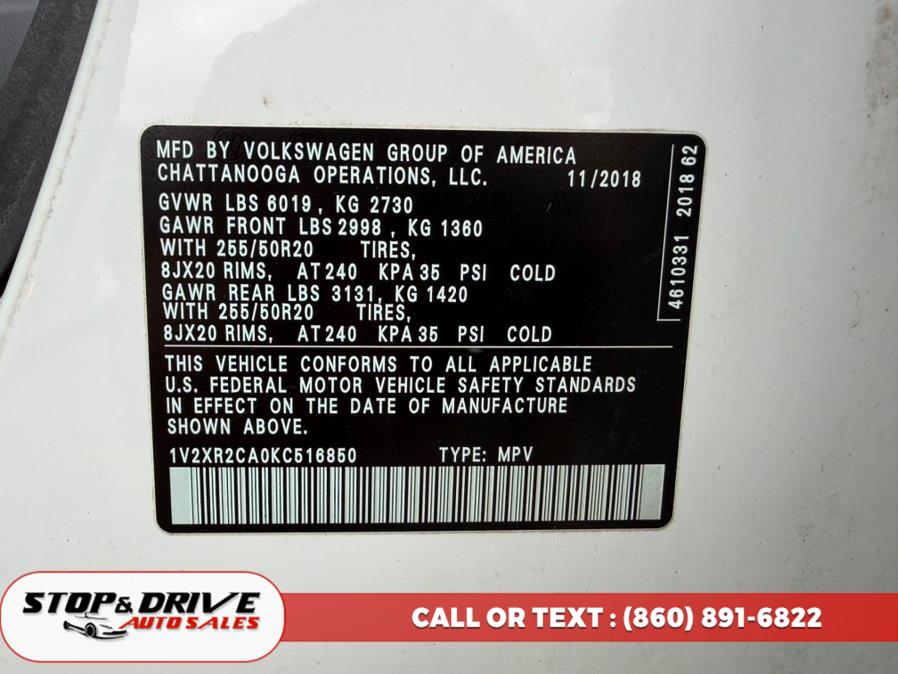 MFD BY VOLKSWAGEN GROUP OF AMERICA
CHATTANOOGA OPERATIONS, LLC. 11/2018
GVWR LBS 6019, KG 2730
GAWR FRONT LBS 2998, KG 1360
WITH 255/50R20 TIRES,
8JX20 RIMS, AT 240 KPA 35 PSI COLD
GAWR REAR LBS 3131, KG 1420
WITH 255/50R20 TIRES,
8JX20 RIMS, AT 240 KPA 35 PSI COLD
THIS VEHICLE CONFORMS TO ALL APPLICABLE
U.S. FEDERAL MOTOR VEHICLE SAFETY STANDARDS
IN EFFECT ON THE DATE OF MANUFACTURE
SHOWN ABOVE.
1V2XR2CA0KC516850 TYPE: MPV
4610331 2018 62
STOP & DRIVE
AUTO SALES
CALL OR TEXT : (860) 891-6822